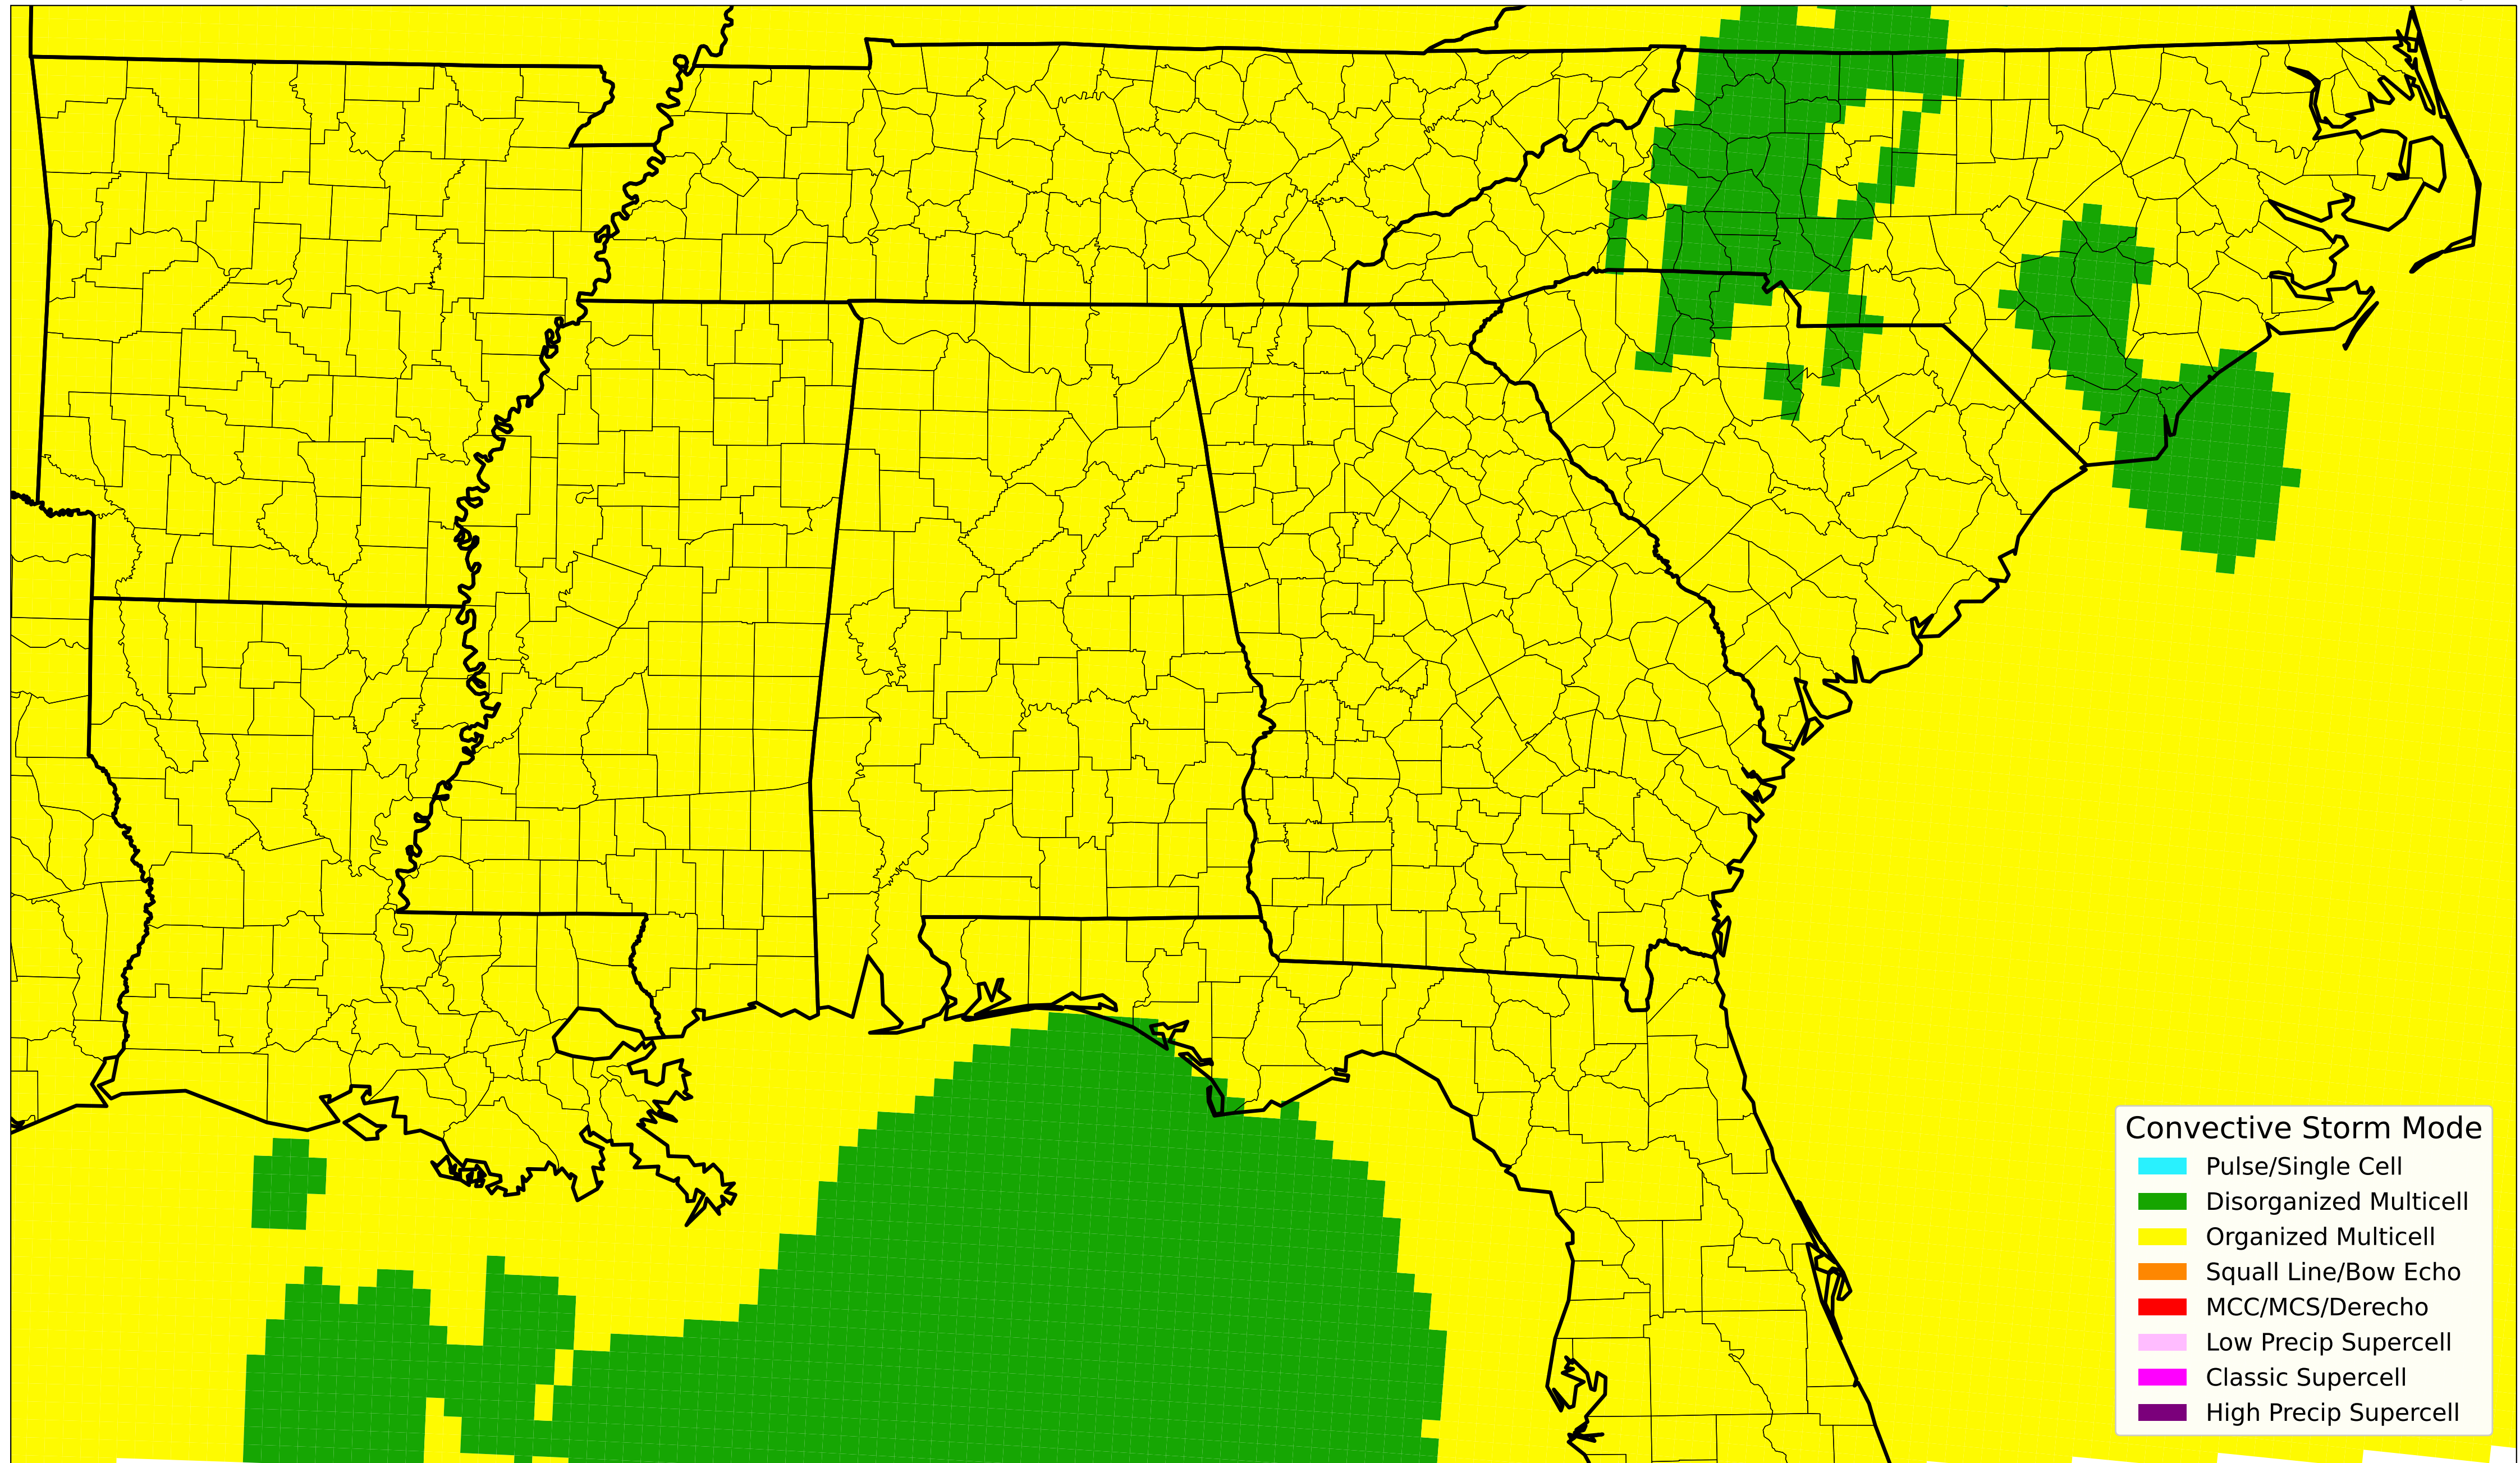 Convective Storm Mode
Pulse/Single Cell
Disorganized Multicell
Organized Multicell
Squall Line/Bow Echo
MCC/MCS/Derecho
Low Precip Supercell
Classic Supercell
High Precip Supercell